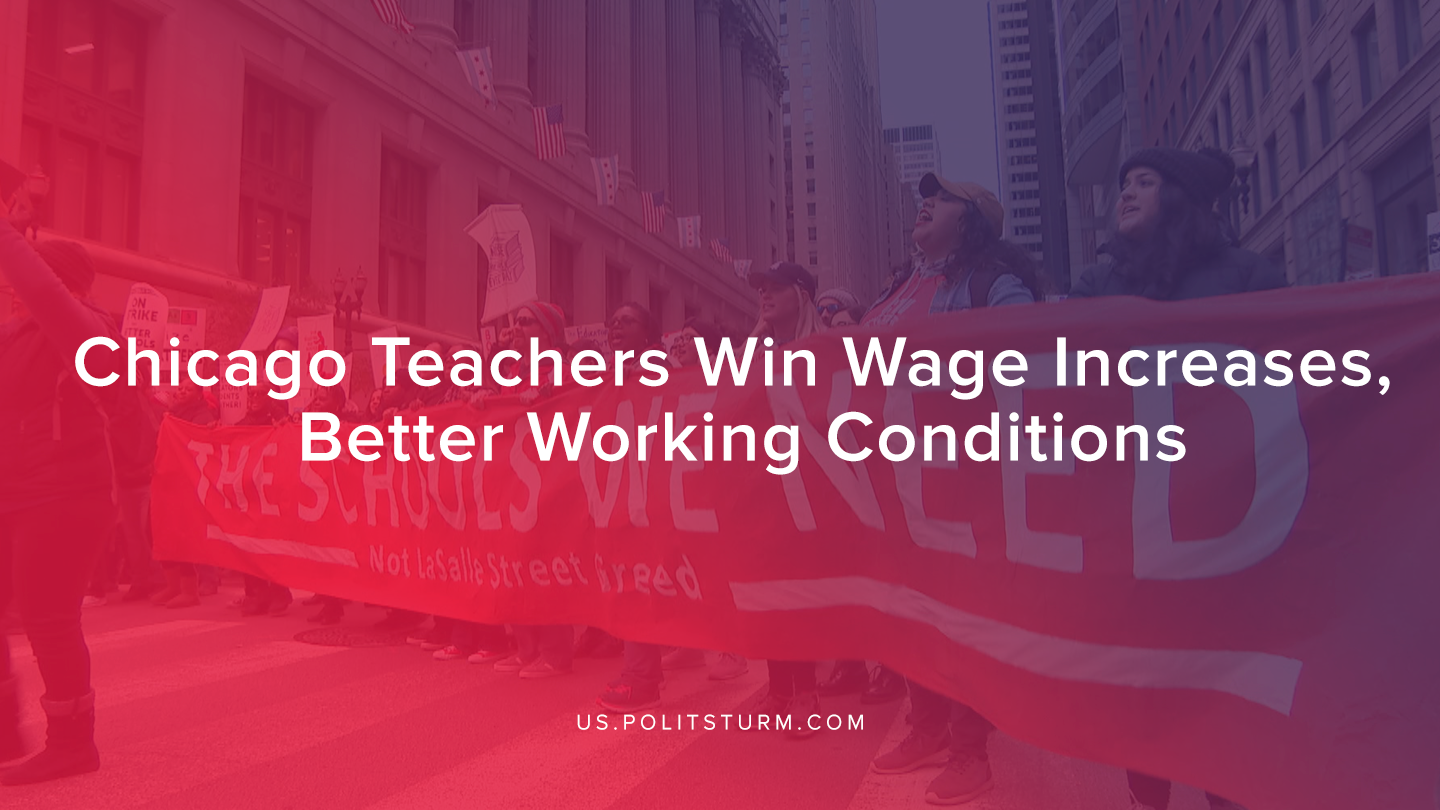 Chicago Teachers Win Wage Increases,
Better Working Conditions
THE SCHOOLS WE NEED
Not LaSalle Street Greed
US.POLITSTURM.COM